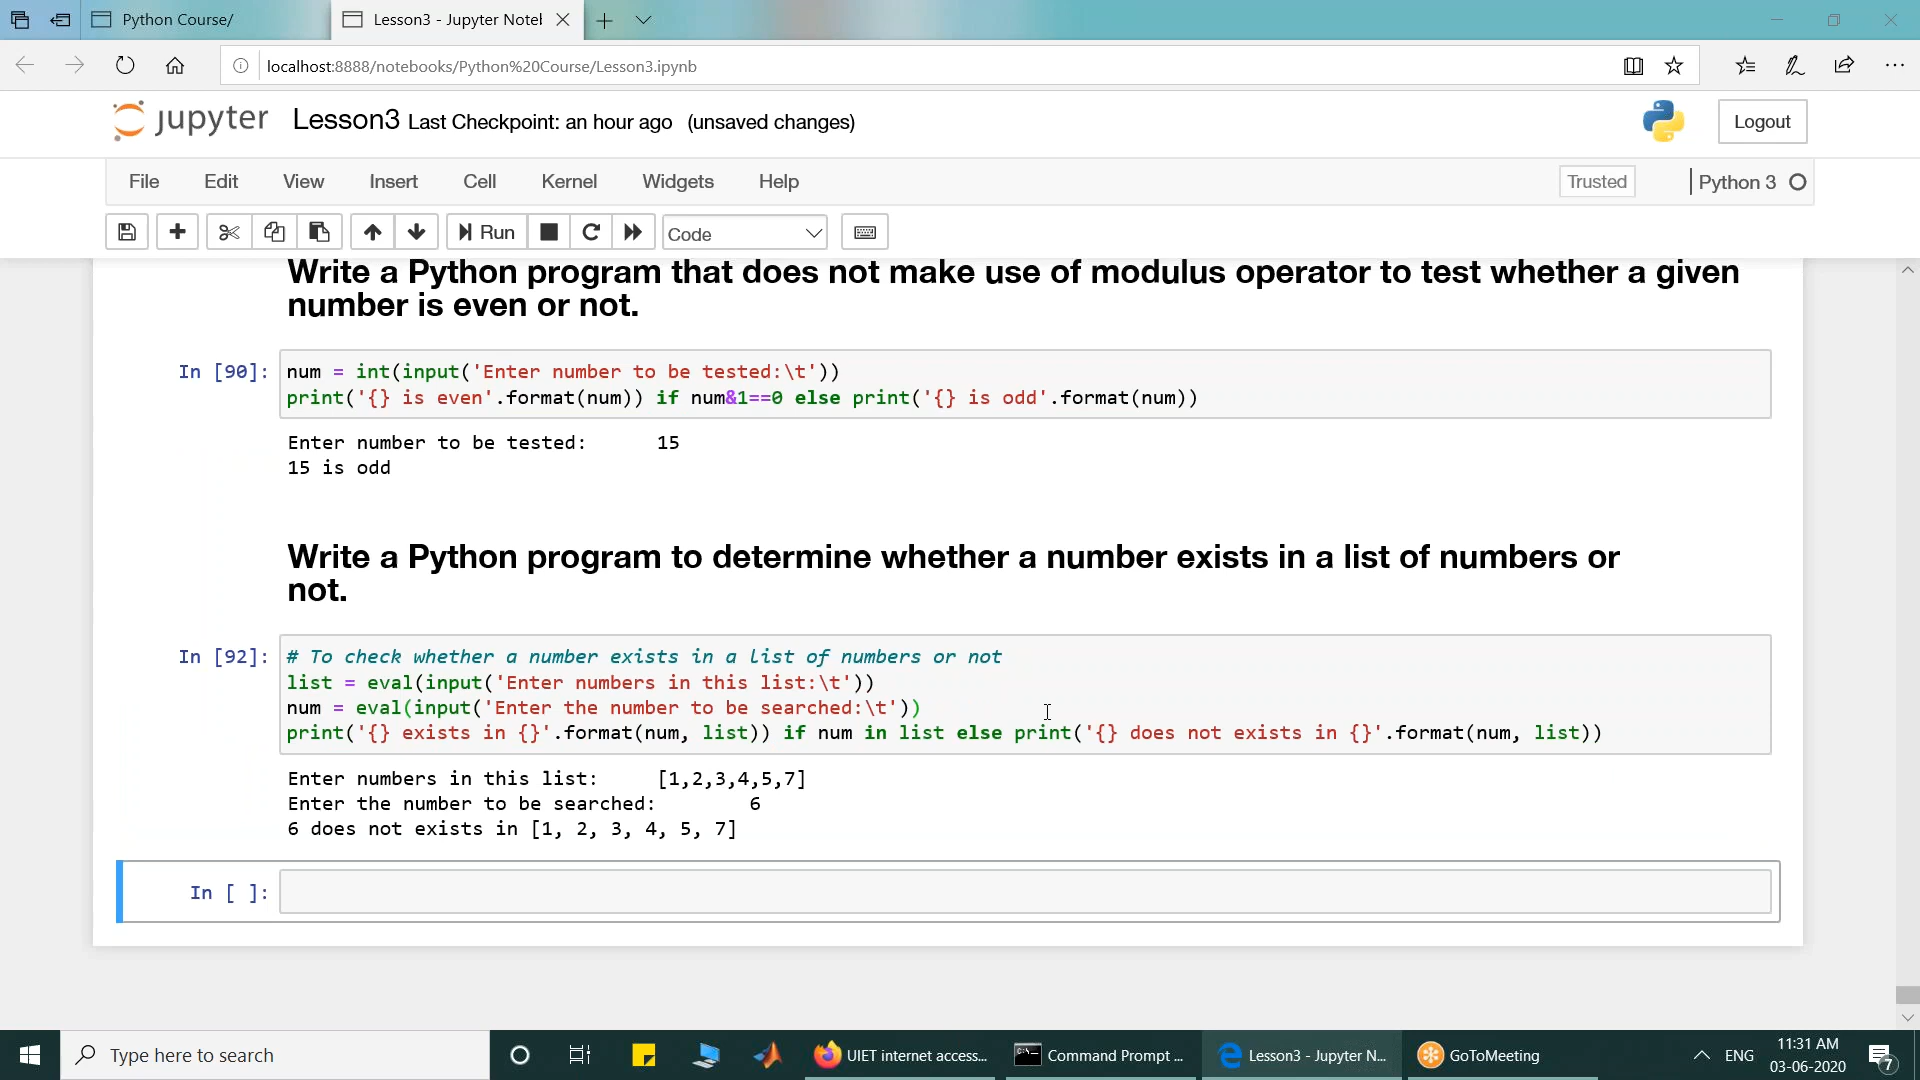 Python Course/
Lesson3 - Jupyter Notel
localhost:8888/notebooks/Python%20Course/Lesson3.ipynb
jupyter Lesson3 Last Checkpoint: an hour ago (unsaved changes)
Logout
File Edit View Insert Cell Kernel Widgets Help
Trusted
Python 3
Run
Code
Write a Python program that does not make use of modulus operator to test whether a given
number is even or not.
In [90]: num = int(input('Enter number to be tested:\t'))
print('{} is even'.format(num)) if num&1==0 else print('{} is odd'.format(num))
Enter number to be tested: 15
15 is odd
Write a Python program to determine whether a number exists in a list of numbers or
not.
In [92]: # To check whether a number exists in a list of numbers or not
list = eval(input('Enter numbers in this list:\t'))
num = eval(input('Enter the number to be searched:\t'))
print('{} exists in {}'.format(num, list)) if num in list else print('{} does not exists in {}'.format(num, list))
Enter numbers in this list: [1,2,3,4,5,7]
Enter the number to be searched: 6
6 does not exists in [1, 2, 3, 4, 5, 7]
In [ ]:
Type here to search
UIET internet access...
Command Prompt ...
Lesson3 - Jupyter N...
GoToMeeting
ENG
11:31 AM
03-06-2020
7